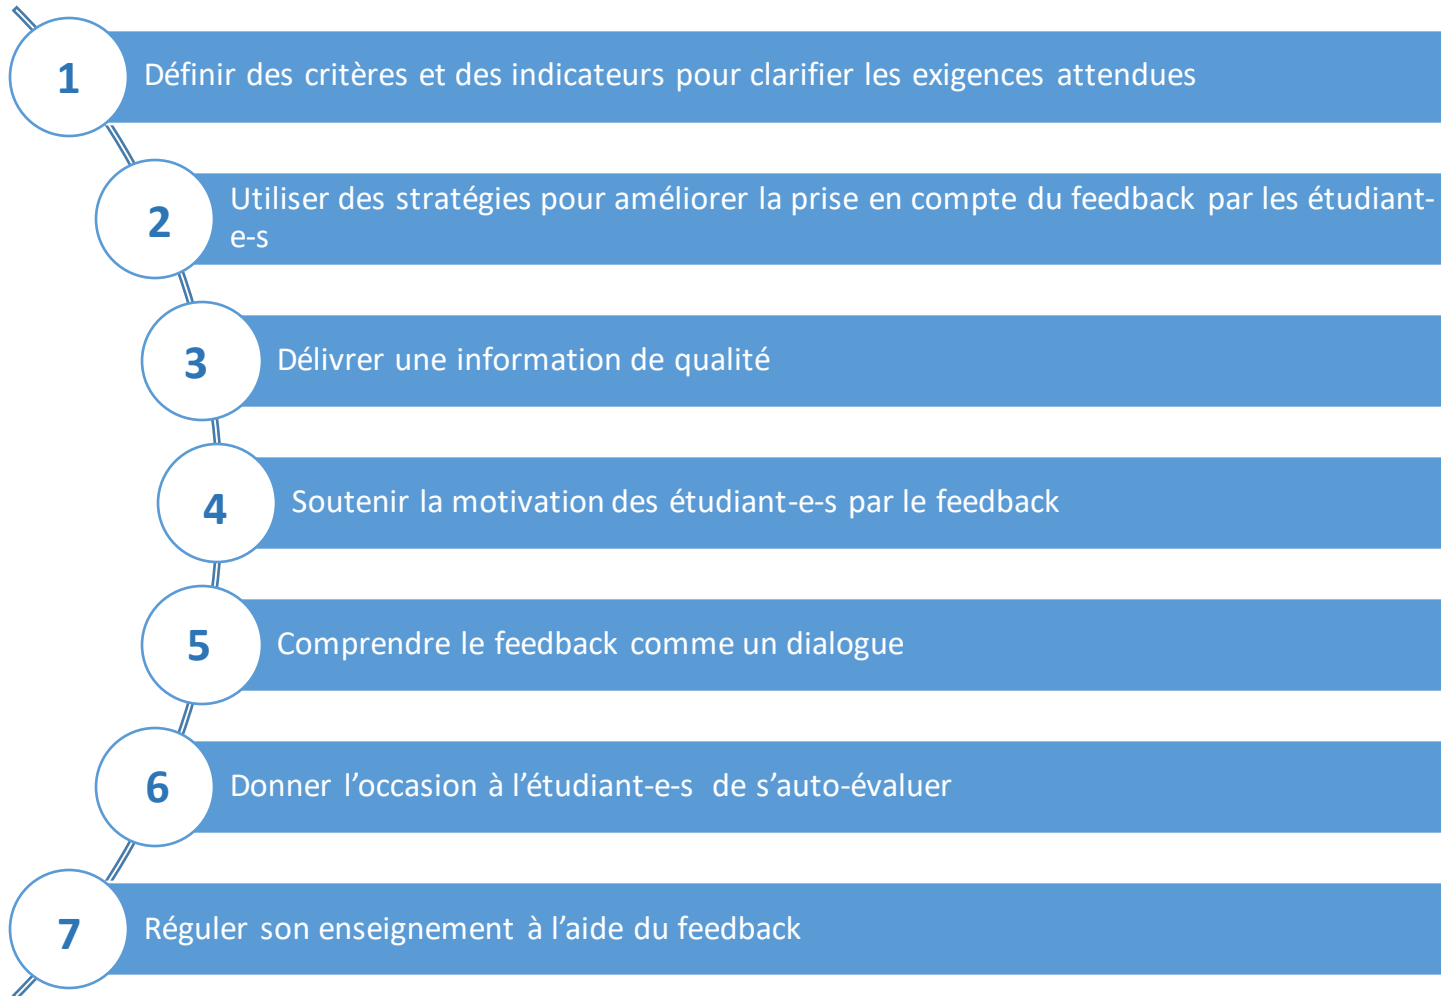 1
Définir des critères et des indicateurs pour clarifier les exigences attendues
2
Utiliser des stratégies pour améliorer la prise en compte du feedback par les étudiant-
e-s
3
Délivrer une information de qualité
4
Soutenir la motivation des étudiant-e-s par le feedback
5
Comprendre le feedback comme un dialogue
6
Donner l’occasion à l’étudiant-e-s de s’auto-évaluer
7
Réguler son enseignement à l’aide du feedback